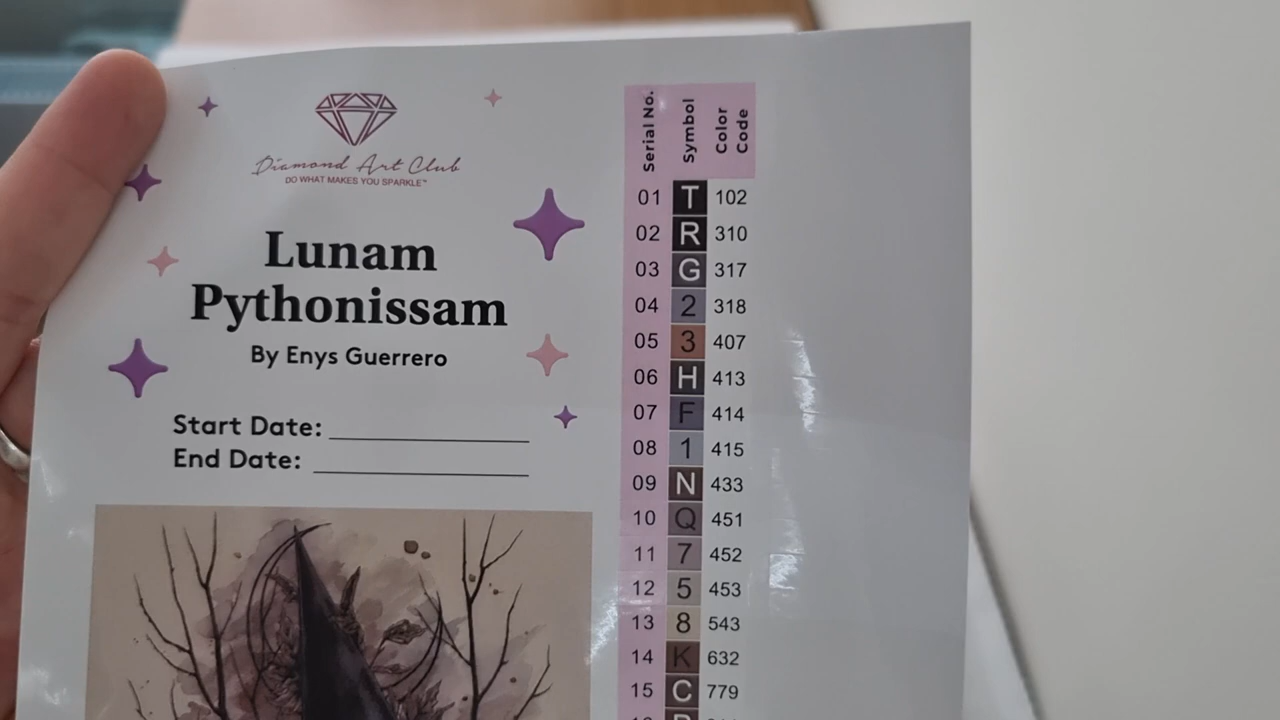 Diamond Art Club
DO WHAT MAKES YOU SPARKLE™
Lunam
Pythonissam
By Enys Guerrero
Start Date:
End Date:
Serial No. Symbol Color Code
01 T 102
02 R 310
03 G 317
04 2 318
05 3 407
06 H 413
07 F 414
08 1 415
09 N 433
10 Q 451
11 7 452
12 5 453
13 8 543
14 K 632
15 C 779